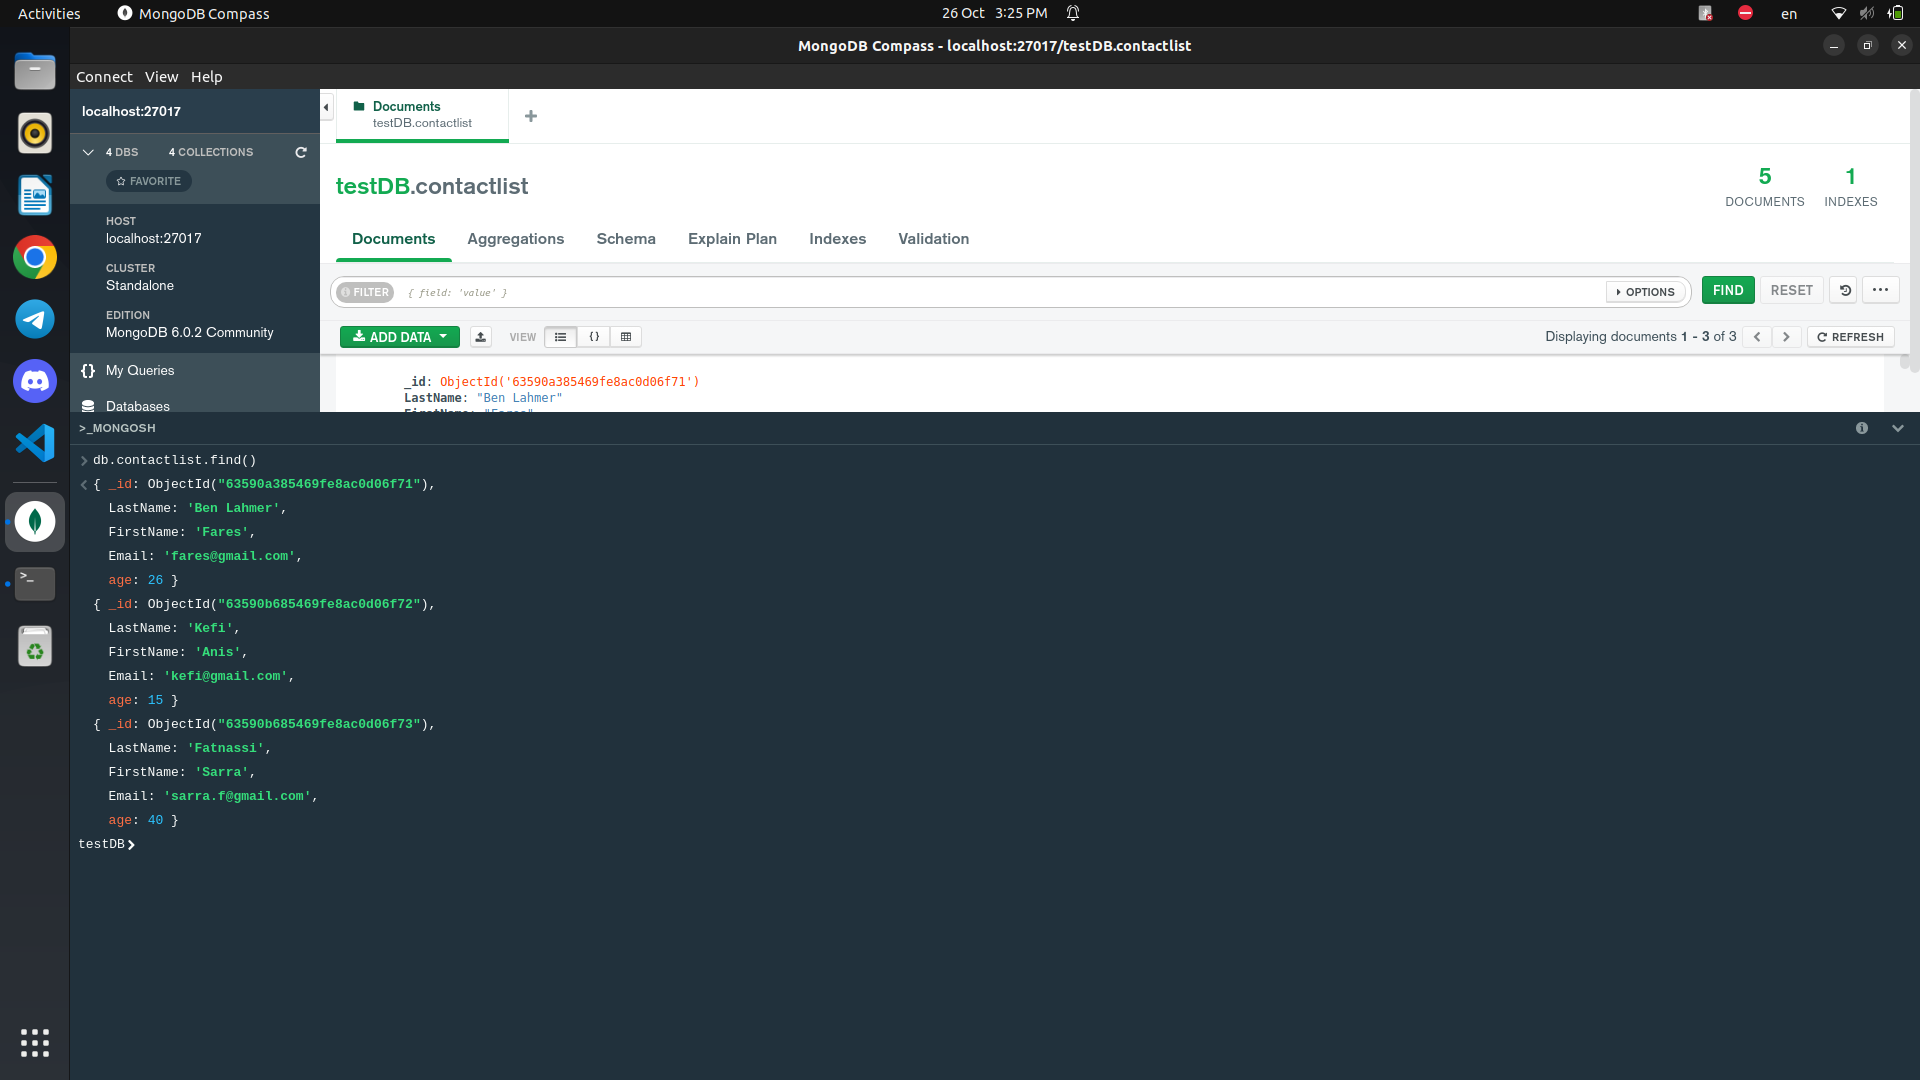 Activities MongoDB Compass 26 Oct 3:25 PM en
MongoDB Compass - localhost:27017/testDB.contactlist
Connect View Help
localhost:27017
4 DBS 4 COLLECTIONS
FAVORITE
HOST
localhost:27017
CLUSTER
Standalone
EDITION
MongoDB 6.0.2 Community
My Queries
Databases
Documents
testDB.contactlist
testDB.contactlist
5
DOCUMENTS
1
INDEXES
Documents Aggregations Schema Explain Plan Indexes Validation
FILTER { field: 'value' } OPTIONS FIND RESET
ADD DATA VIEW {} Displaying documents 1 - 3 of 3 REFRESH
_id: ObjectId('63590a385469fe8ac0d06f71')
LastName: "Ben Lahmer"
FirstName: "Fares"
>_MONGOSH
db.contactlist.find()
{ _id: ObjectId("63590a385469fe8ac0d06f71"),
LastName: 'Ben Lahmer',
FirstName: 'Fares',
Email: 'fares@gmail.com',
age: 26 }
{ _id: ObjectId("63590b685469fe8ac0d06f72"),
LastName: 'Kefi',
FirstName: 'Anis',
Email: 'kefi@gmail.com',
age: 15 }
{ _id: ObjectId("63590b685469fe8ac0d06f73"),
LastName: 'Fatnassi',
FirstName: 'Sarra',
Email: 'sarra.f@gmail.com',
age: 40 }
testDB>